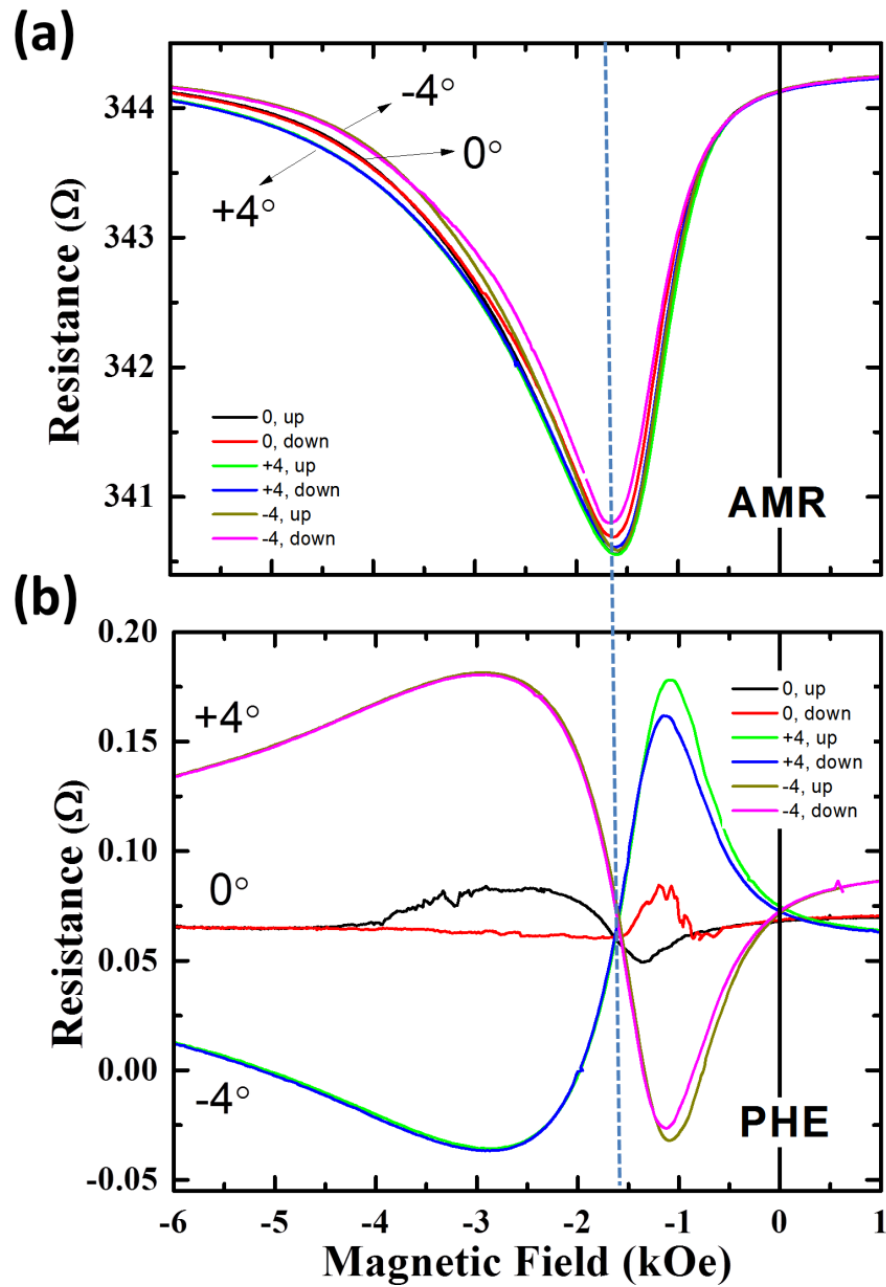 (a)
Resistance (Ω)
344
343
342
341
-4°
0°
+4°
0, up
0, down
+4, up
+4, down
-4, up
-4, down
AMR
(b)
Resistance (Ω)
0.20
0.15
0.10
0.05
0.00
-0.05
+4°
0°
-4°
0, up
0, down
+4, up
+4, down
-4, up
-4, down
PHE
-6 -5 -4 -3 -2 -1 0 1
Magnetic Field (kOe)